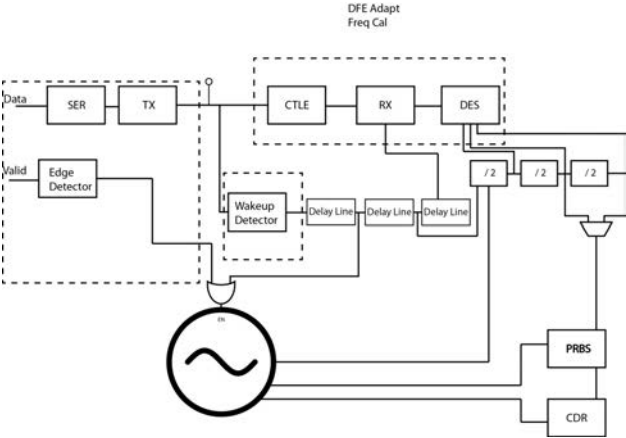 DFE Adapt
Freq Cal
Data
SER
TX
CTLE
RX
DES
Valid
Edge
Detector
/ 2
/ 2
/ 2
Wakeup
Detector
Delay Line
Delay Line
Delay Line
EN
PRBS
CDR